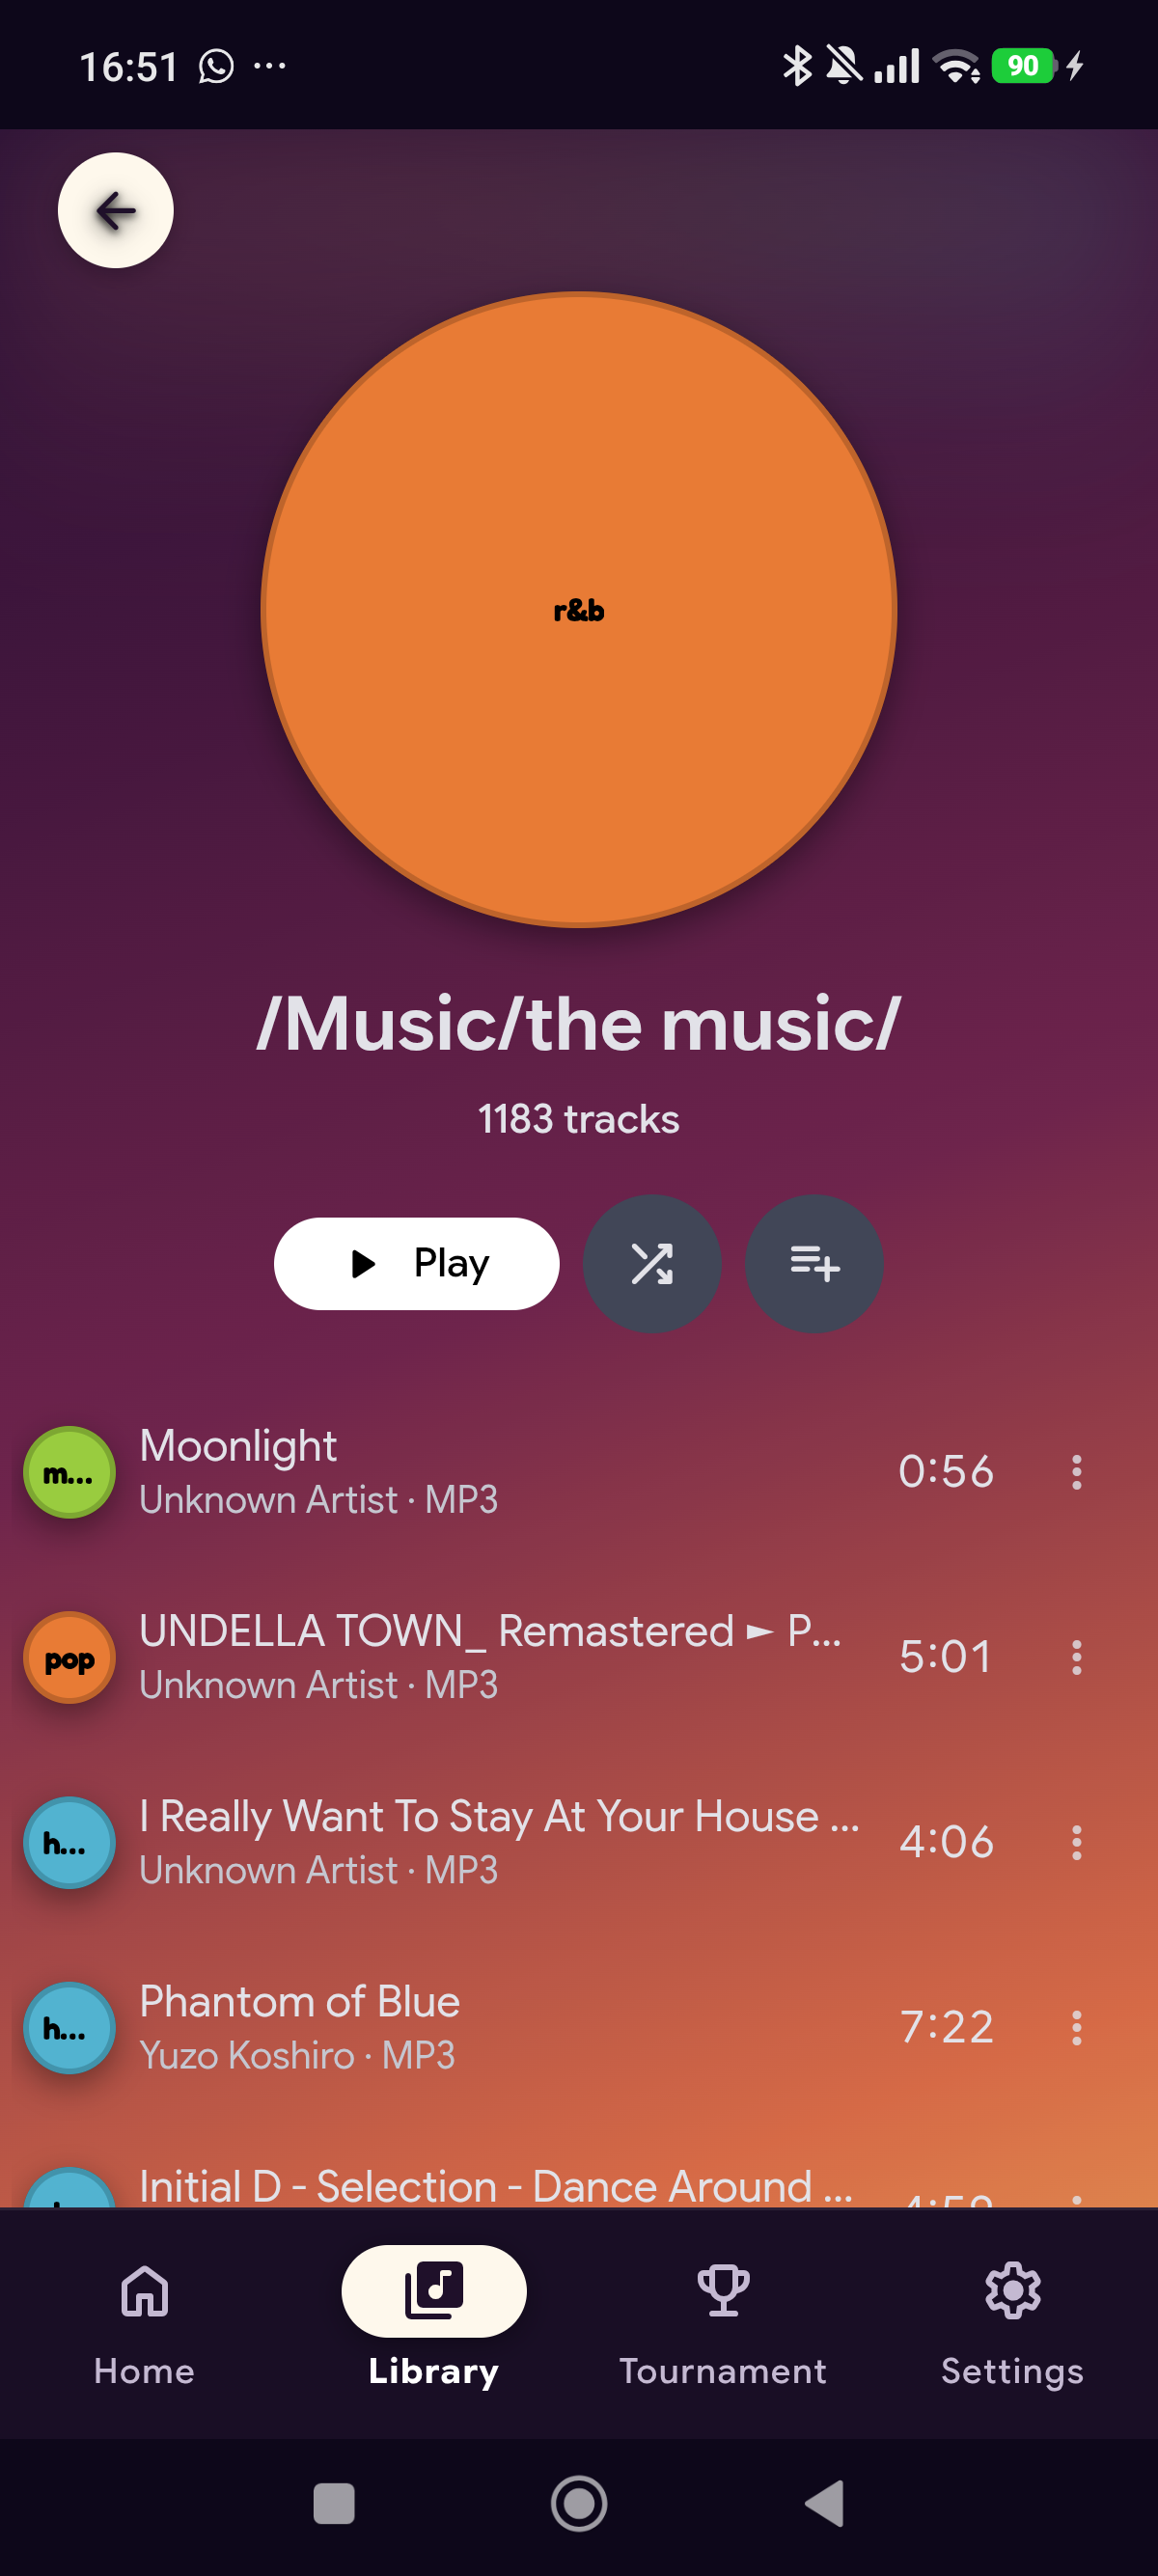 16:51
90
r&b
/Music/the music/
1183 tracks
Play
m...
Moonlight
Unknown Artist · MP3
0:56
pop
UNDELLA TOWN_ Remastered ► P...
Unknown Artist · MP3
5:01
h...
I Really Want To Stay At Your House ...
Unknown Artist · MP3
4:06
h...
Phantom of Blue
Yuzo Koshiro · MP3
7:22
Initial D - Selection - Dance Around ...
Home
Library
Tournament
Settings